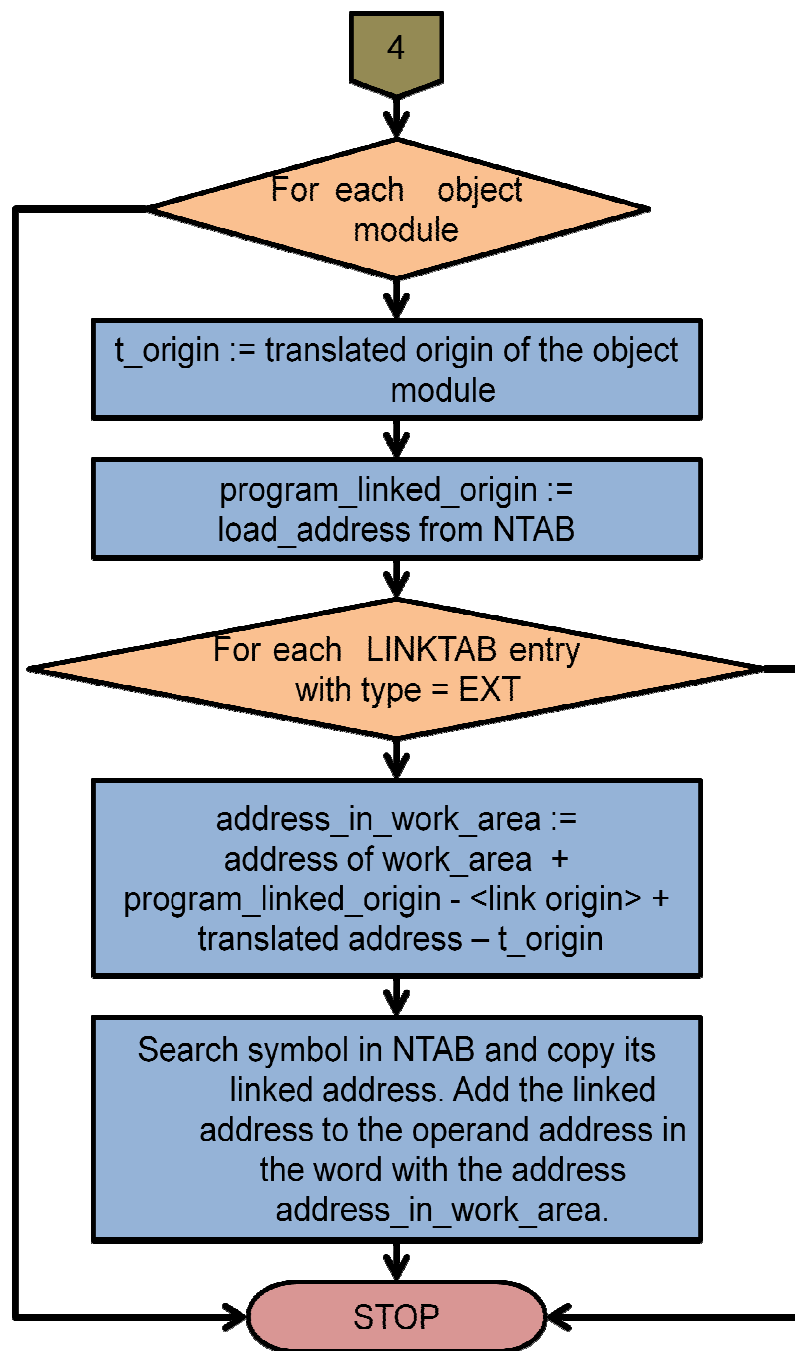 4
For each object
module
t_origin := translated origin of the object
module
program_linked_origin :=
load_address from NTAB
For each LINKTAB entry
with type = EXT
address_in_work_area :=
address of work_area +
program_linked_origin - <link origin> +
translated address – t_origin
Search symbol in NTAB and copy its
linked address. Add the linked
address to the operand address in
the word with the address
address_in_work_area.
STOP